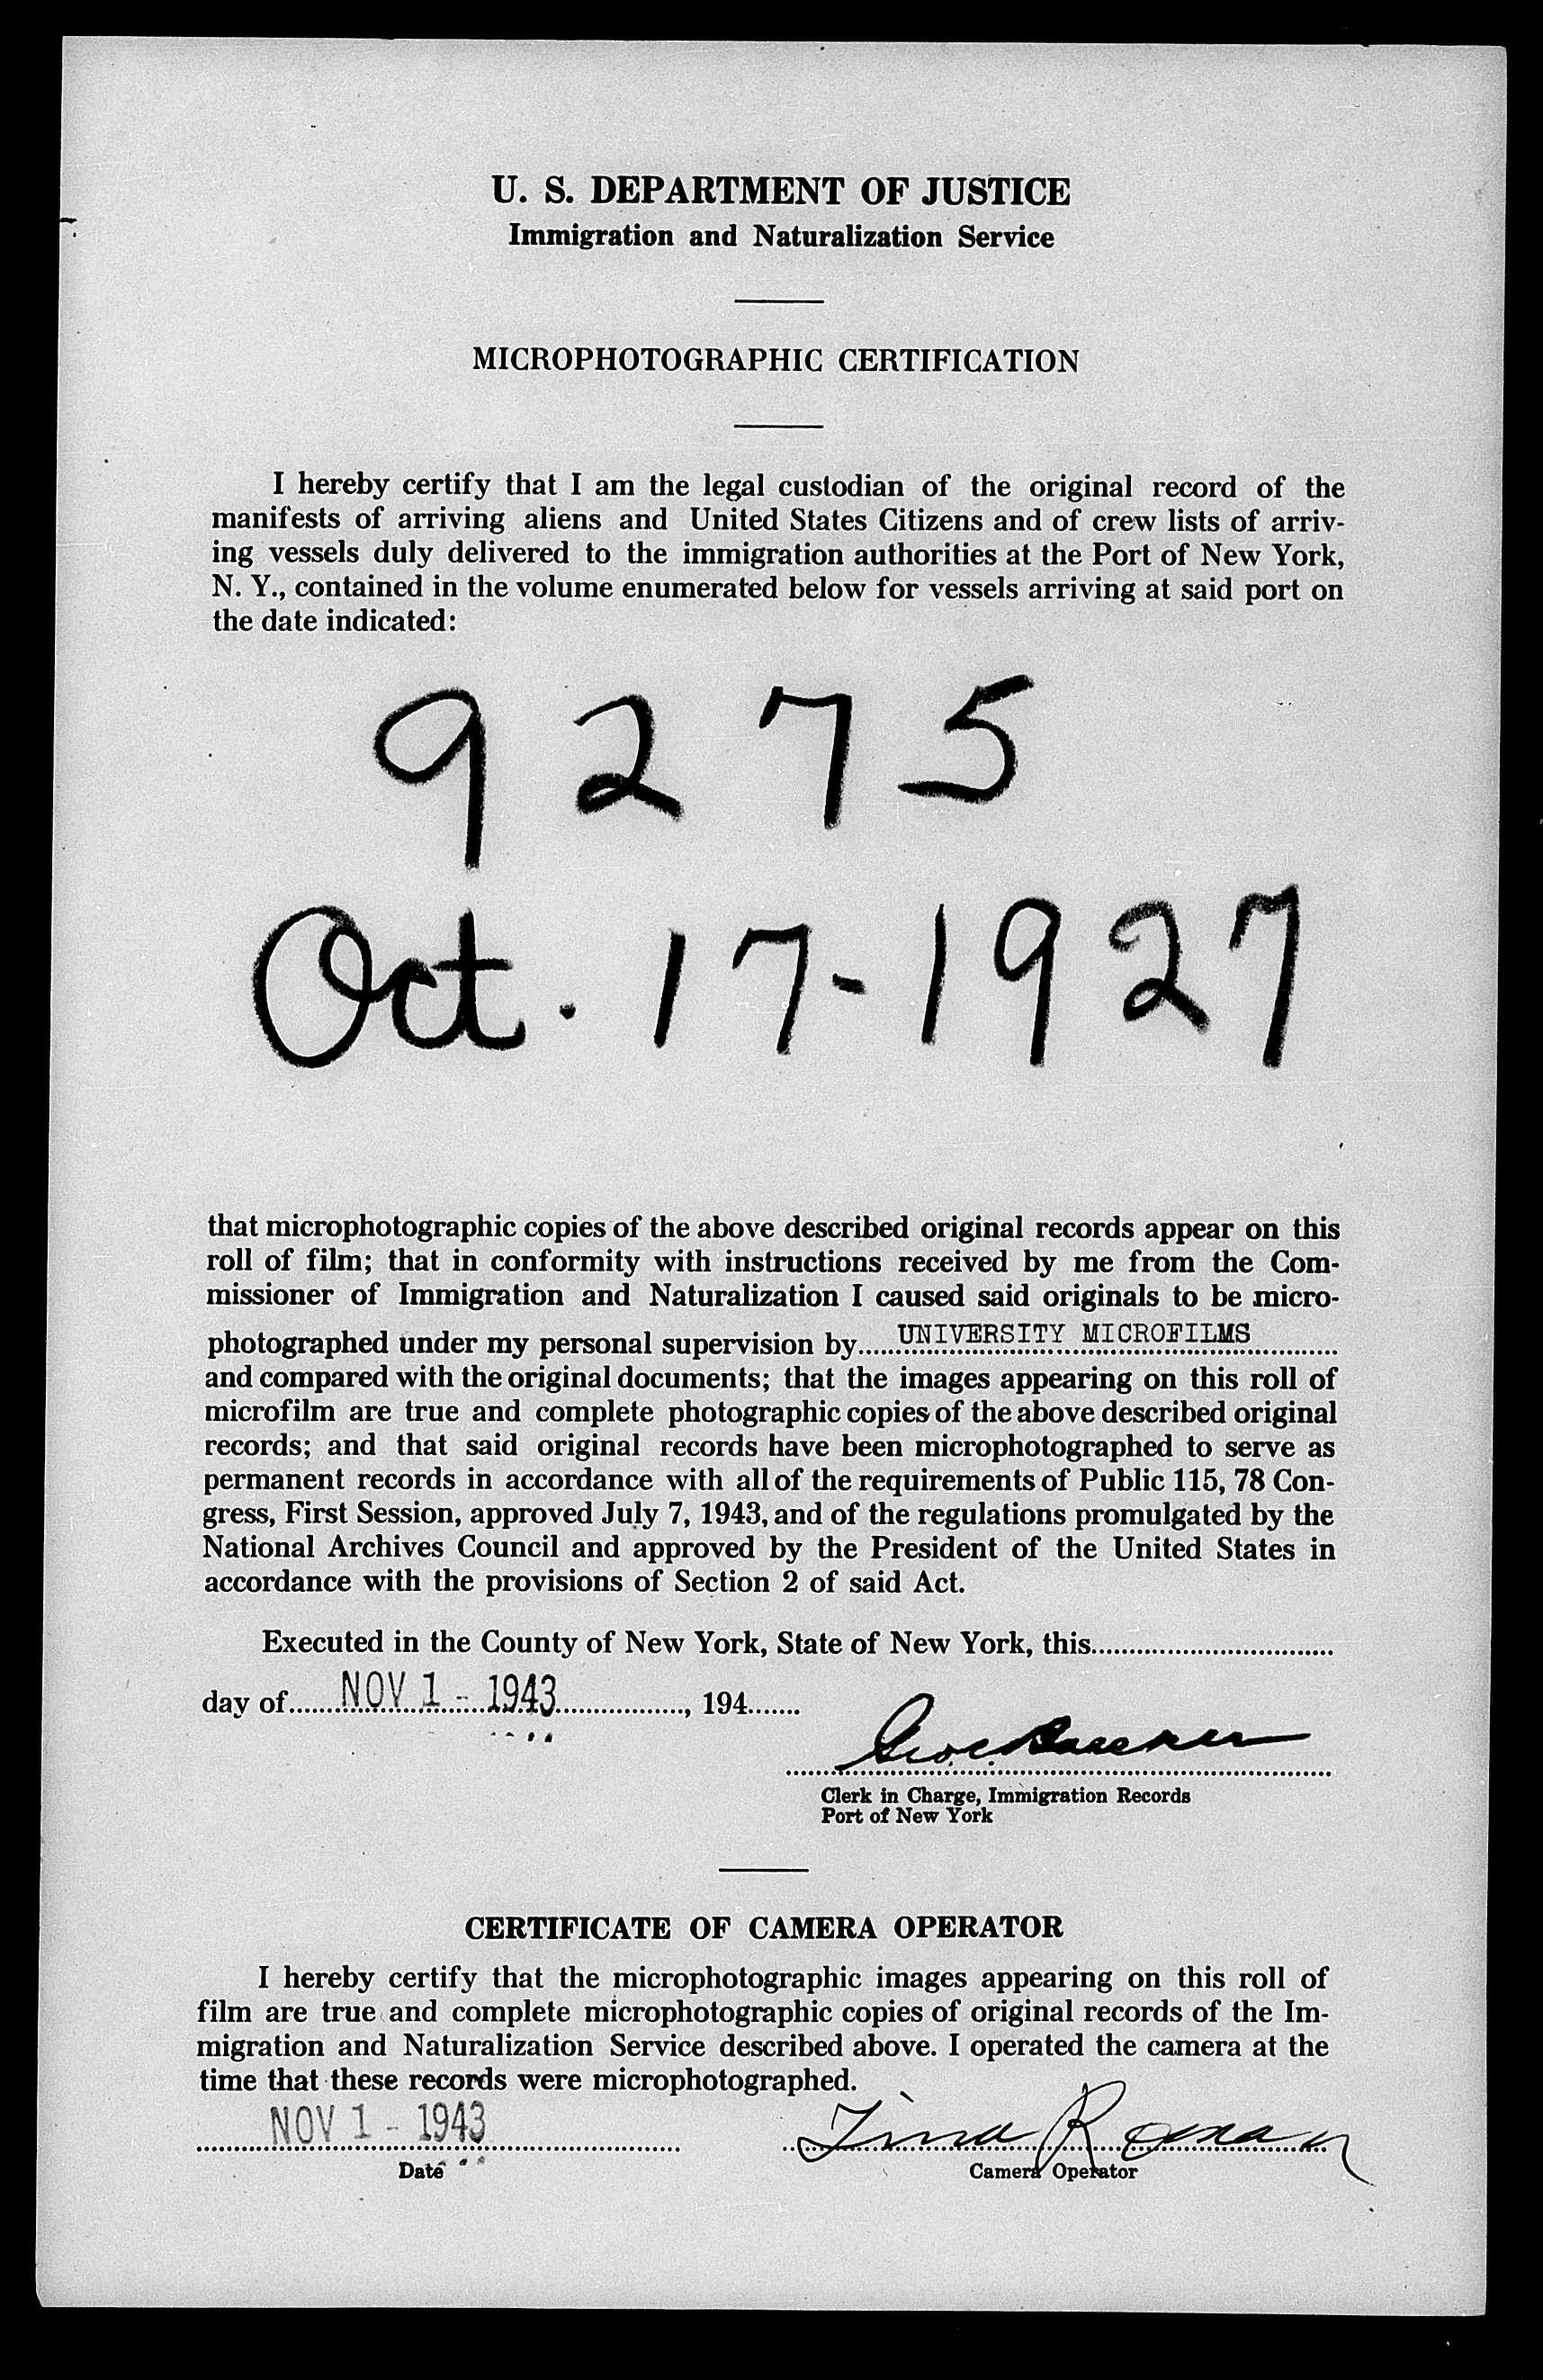 U. S. DEPARTMENT OF JUSTICE
Immigration and Naturalization Service
MICROPHOTOGRAPHIC CERTIFICATION
I hereby certify that I am the legal custodian of the original record of the
manifests of arriving aliens and United States Citizens and of crew lists of arriv-
ing vessels duly delivered to the immigration authorities at the Port of New York,
N. Y., contained in the volume enumerated below for vessels arriving at said port on
the date indicated:
9275
Oct. 17-1927
that microphotographic copies of the above described original records appear on this
roll of film; that in conformity with instructions received by me from the Com-
missioner of Immigration and Naturalization I caused said originals to be micro-
photographed under my personal supervision by UNIVERSITY MICROFILMS
and compared with the original documents; that the images appearing on this roll of
microfilm are true and complete photographic copies of the above described original
records; and that said original records have been microphotographed to serve as
permanent records in accordance with all of the requirements of Public 115, 78 Con-
gress, First Session, approved July 7, 1943, and of the regulations promulgated by the
National Archives Council and approved by the President of the United States in
accordance with the provisions of Section 2 of said Act.
Executed in the County of New York, State of New York, this
day of NOV 1 - 1943, 194
Clerk in Charge, Immigration Records
Port of New York
CERTIFICATE OF CAMERA OPERATOR
I hereby certify that the microphotographic images appearing on this roll of
film are true and complete microphotographic copies of original records of the Im-
migration and Naturalization Service described above. I operated the camera at the
time that these records were microphotographed.
NOV 1 - 1943
Date
Camera Operator